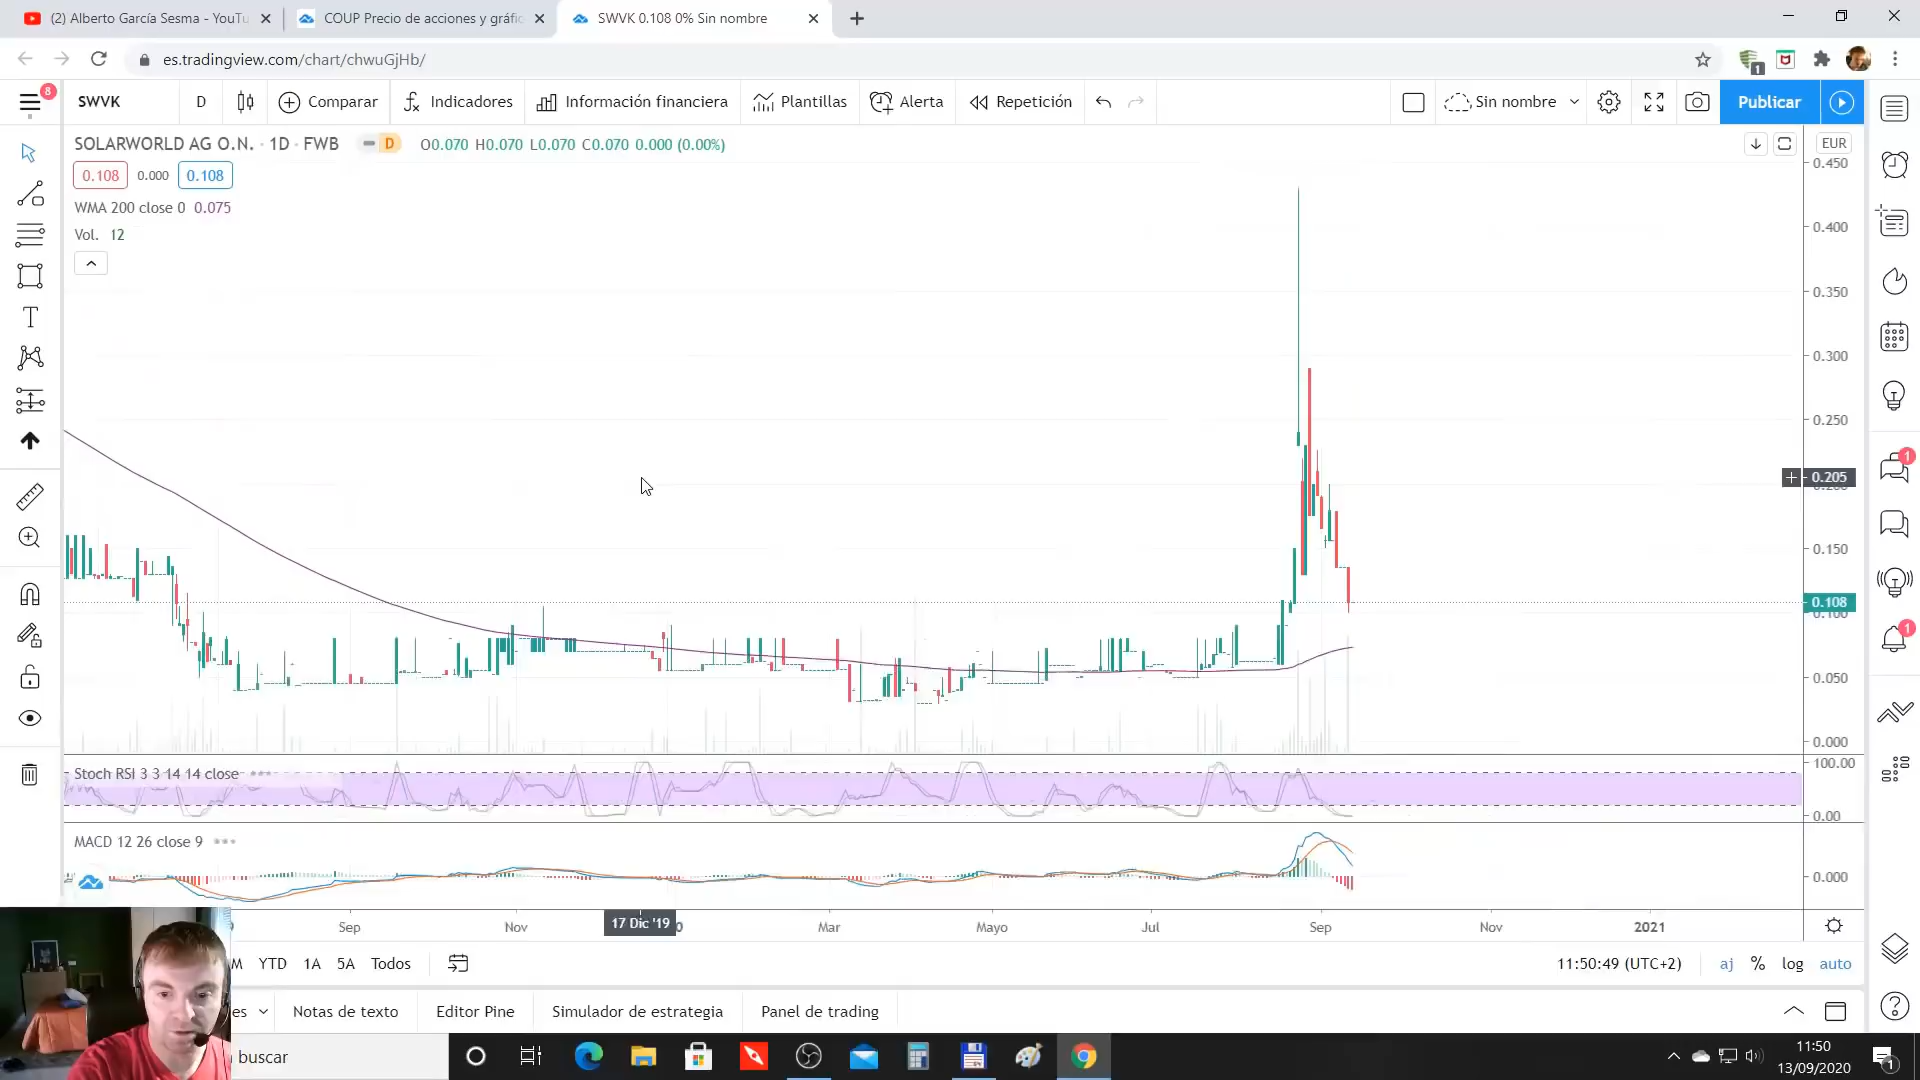 (2) Alberto García Sesma - YouTu
COUP Precio de acciones y gráfi
SWVK 0.108 0% Sin nombre
es.tradingview.com/chart/chwuGjHb/
1
8
SWVK
D
Comparar
Indicadores
Información financiera
Plantillas
Alerta
Repetición
Sin nombre
Publicar
SOLARWORLD AG O.N. · 1D · FWB
D
O0.070 H0.070 L0.070 C0.070 0.000 (0.00%)
EUR
0.108
0.000
0.108
WMA 200 close 0 0.075
Vol. 12
0.450
0.400
0.350
0.300
0.250
0.205
0.150
0.108
0.050
0.000
1
1
Stoch RSI 3 3 14 14 close
100.00
0.00
MACD 12 26 close 9
0.000
Sep
Nov
17 Dic '19
Mar
Mayo
Jul
Sep
Nov
2021
M
YTD
1A
5A
Todos
11:50:49 (UTC+2)
aj
%
log
auto
es
Notas de texto
Editor Pine
Simulador de estrategia
Panel de trading
buscar
11:50
13/09/2020
1